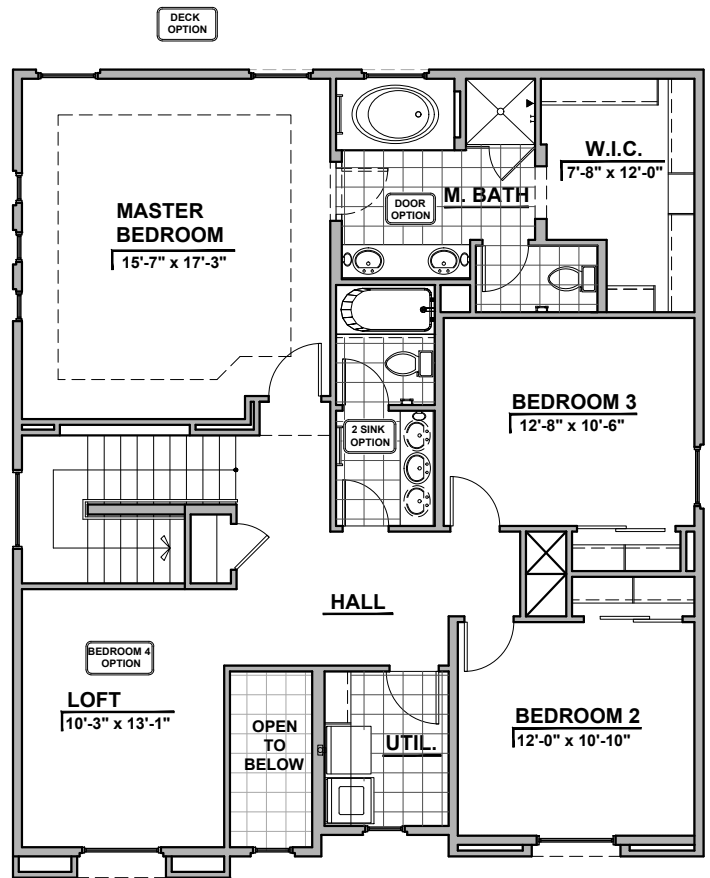 DECK
OPTION
W.I.C.
7'-8" x 12'-0"
M. BATH
DOOR
OPTION
MASTER
BEDROOM
15'-7" x 17'-3"
BEDROOM 3
12'-8" x 10'-6"
2 SINK
OPTION
HALL
BEDROOM 4
OPTION
LOFT
10'-3" x 13'-1"
OPEN
TO
BELOW
UTIL.
BEDROOM 2
12'-0" x 10'-10"